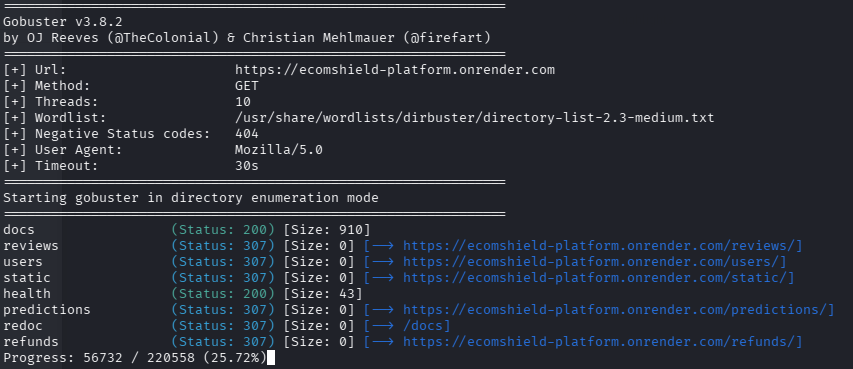 ===============================================================
Gobuster v3.8.2
by OJ Reeves (@TheColonial) & Christian Mehlmauer (@firefart)
===============================================================
[+] Url:                     https://ecomshield-platform.onrender.com
[+] Method:                  GET
[+] Threads:                 10
[+] Wordlist:                /usr/share/wordlists/dirbuster/directory-list-2.3-medium.txt
[+] Negative Status codes:   404
[+] User Agent:              Mozilla/5.0
[+] Timeout:                 30s
===============================================================
Starting gobuster in directory enumeration mode
===============================================================
docs                 (Status: 200) [Size: 910]
reviews              (Status: 307) [Size: 0] [--> https://ecomshield-platform.onrender.com/reviews/]
users                (Status: 307) [Size: 0] [--> https://ecomshield-platform.onrender.com/users/]
static               (Status: 307) [Size: 0] [--> https://ecomshield-platform.onrender.com/static/]
health               (Status: 200) [Size: 43]
predictions          (Status: 307) [Size: 0] [--> https://ecomshield-platform.onrender.com/predictions/]
redoc                (Status: 307) [Size: 0] [--> /docs]
refunds              (Status: 307) [Size: 0] [--> https://ecomshield-platform.onrender.com/refunds/]
Progress: 56732 / 220558 (25.72%)